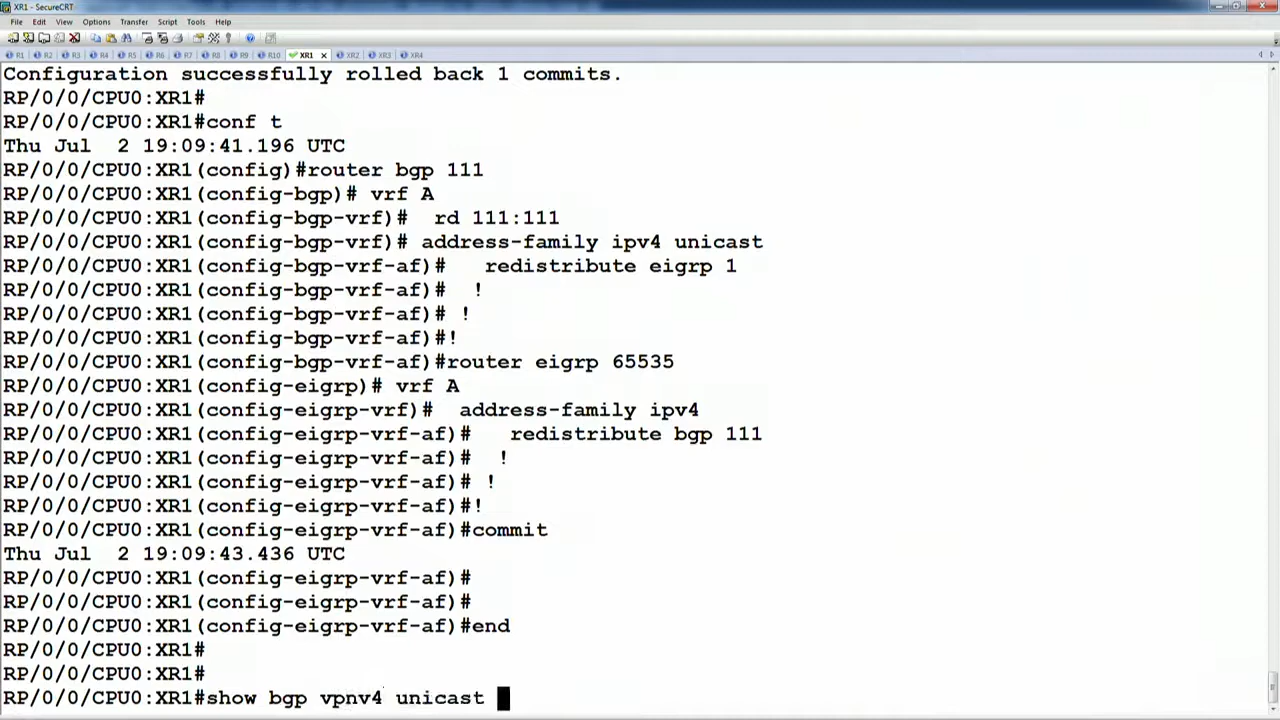 XR1 - SecureCRT
File Edit View Options Transfer Script Tools Help
R1 R2 R3 R4 R5 R6 R7 R8 R9 R10 XR1 XR2 XR3 XR4
Configuration successfully rolled back 1 commits.
RP/0/0/CPU0:XR1#
RP/0/0/CPU0:XR1#conf t
Thu Jul  2 19:09:41.196 UTC
RP/0/0/CPU0:XR1(config)#router bgp 111
RP/0/0/CPU0:XR1(config-bgp)# vrf A
RP/0/0/CPU0:XR1(config-bgp-vrf)#  rd 111:111
RP/0/0/CPU0:XR1(config-bgp-vrf)# address-family ipv4 unicast
RP/0/0/CPU0:XR1(config-bgp-vrf-af)#   redistribute eigrp 1
RP/0/0/CPU0:XR1(config-bgp-vrf-af)#  !
RP/0/0/CPU0:XR1(config-bgp-vrf-af)# !
RP/0/0/CPU0:XR1(config-bgp-vrf-af)#!
RP/0/0/CPU0:XR1(config-bgp-vrf-af)#router eigrp 65535
RP/0/0/CPU0:XR1(config-eigrp)# vrf A
RP/0/0/CPU0:XR1(config-eigrp-vrf)#  address-family ipv4
RP/0/0/CPU0:XR1(config-eigrp-vrf-af)#   redistribute bgp 111
RP/0/0/CPU0:XR1(config-eigrp-vrf-af)#  !
RP/0/0/CPU0:XR1(config-eigrp-vrf-af)# !
RP/0/0/CPU0:XR1(config-eigrp-vrf-af)#!
RP/0/0/CPU0:XR1(config-eigrp-vrf-af)#commit
Thu Jul  2 19:09:43.436 UTC
RP/0/0/CPU0:XR1(config-eigrp-vrf-af)#
RP/0/0/CPU0:XR1(config-eigrp-vrf-af)#
RP/0/0/CPU0:XR1(config-eigrp-vrf-af)#end
RP/0/0/CPU0:XR1#
RP/0/0/CPU0:XR1#
RP/0/0/CPU0:XR1#show bgp vpnv4 unicast